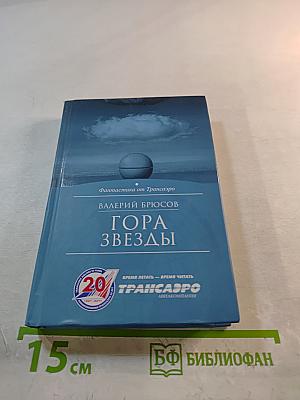 Фантастика от Трансаэро
ВАЛЕРИЙ БРЮСОВ
ГОРА
ЗВЕЗДЫ
20
ВРЕМЯ ЛЕТАТЬ — ВРЕМЯ ЧИТАТЬ
ТРАНСАЭРО
АВИАКОМПАНИЯ
15 см
БФ БИБЛИОФАН